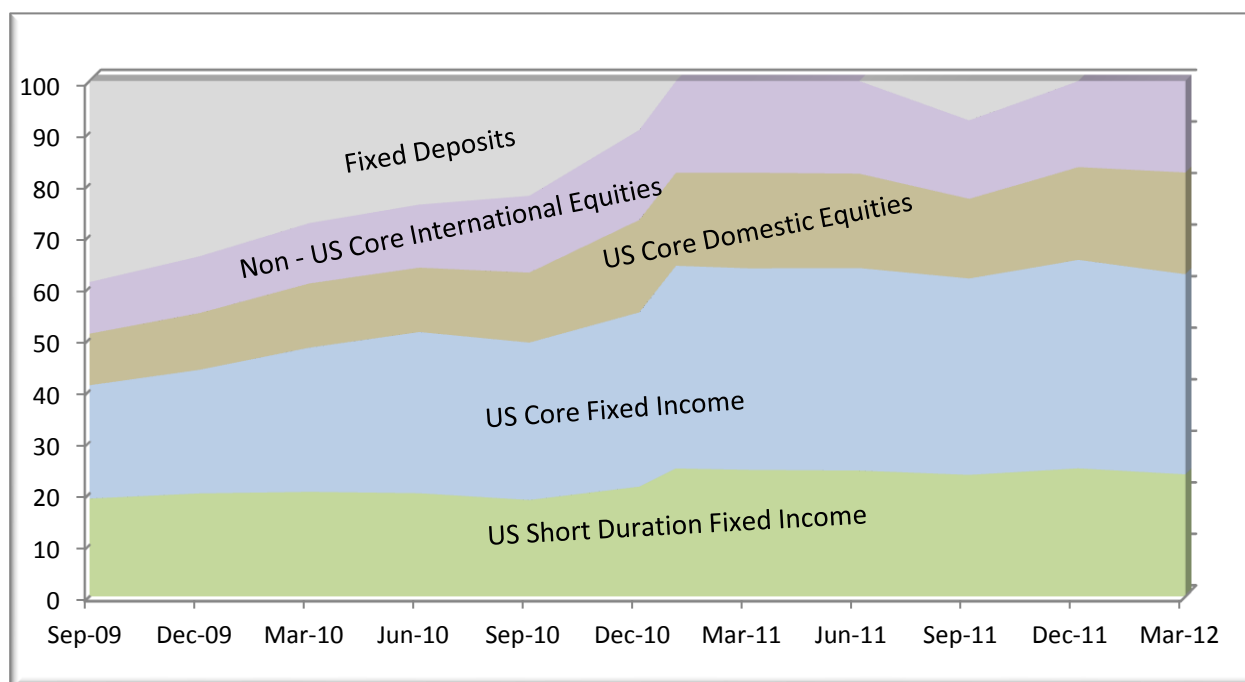 100
90
80
70
60
50
40
30
20
10
0
Fixed Deposits
Non - US Core International Equities
US Core Domestic Equities
US Core Fixed Income
US Short Duration Fixed Income
Sep-09 Dec-09 Mar-10 Jun-10 Sep-10 Dec-10 Mar-11 Jun-11 Sep-11 Dec-11 Mar-12